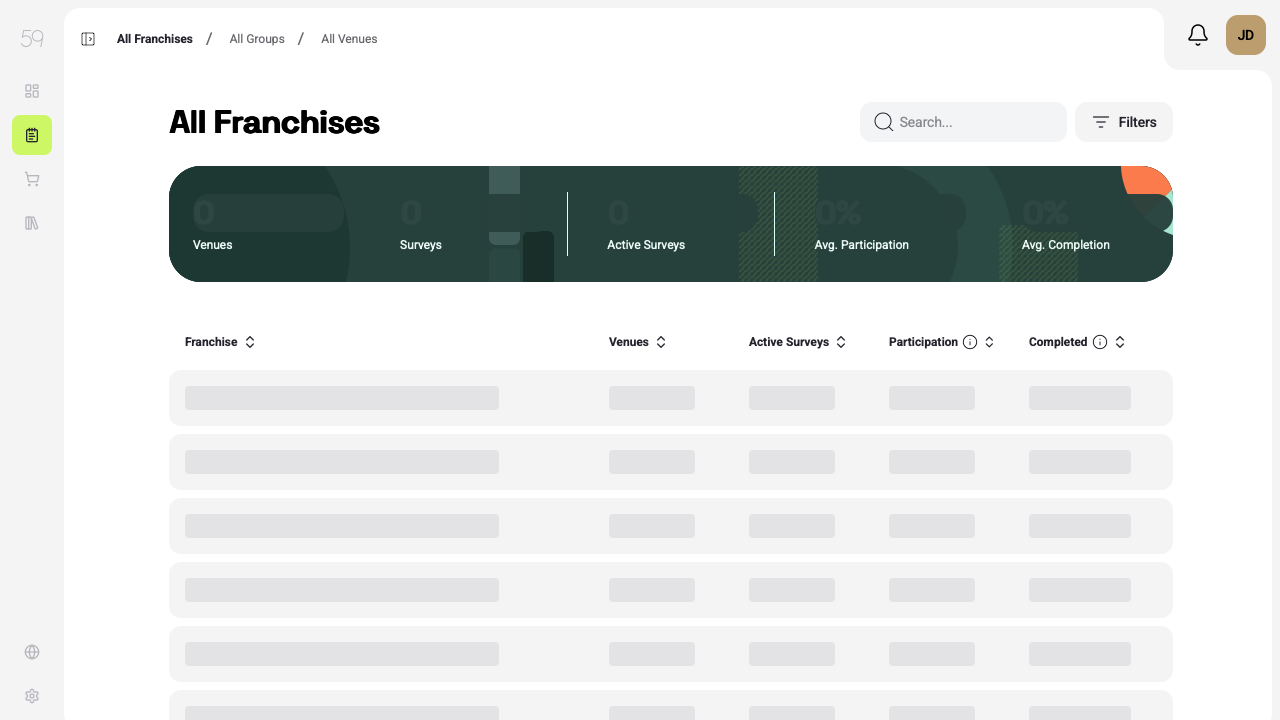 59
All Franchises / All Groups / All Venues
JD
All Franchises
Search...
Filters
0
Venues
0
Surveys
0
Active Surveys
0%
Avg. Participation
0%
Avg. Completion
Franchise
Venues
Active Surveys
Participation
Completed